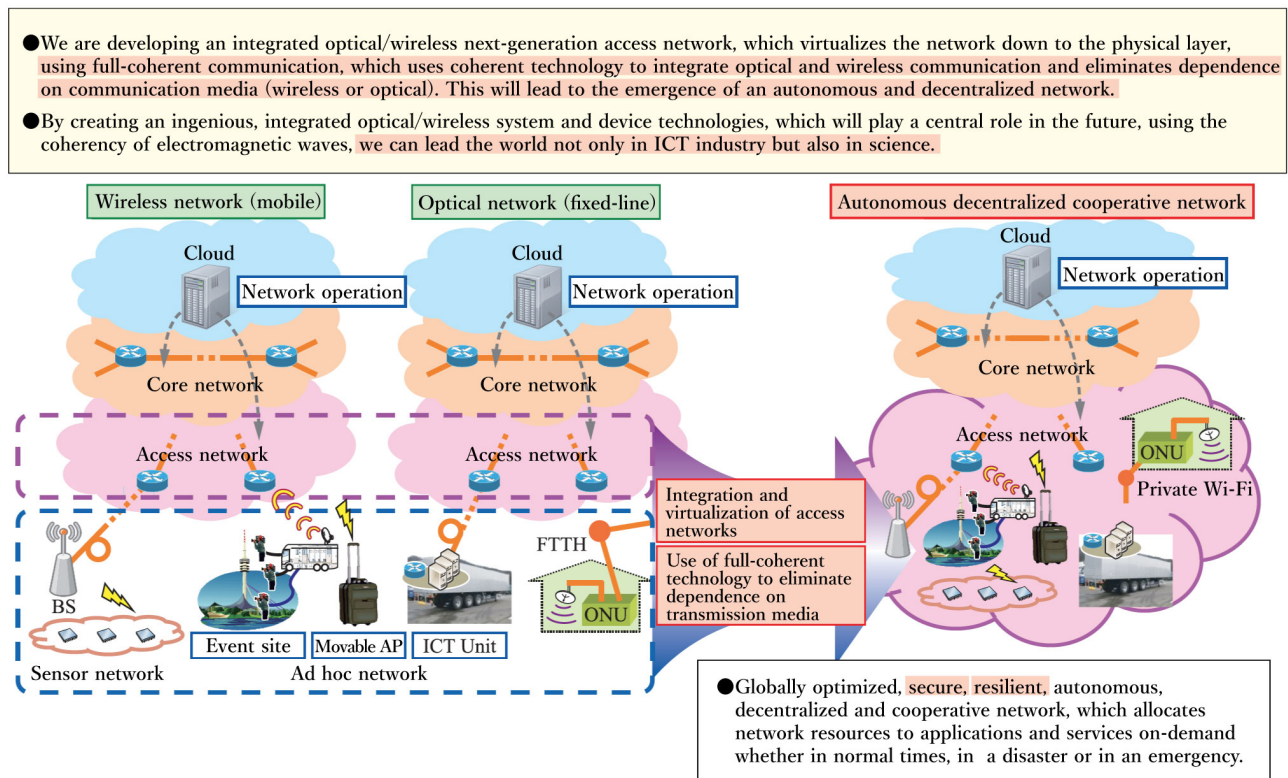 ●We are developing an integrated optical/wireless next-generation access network, which virtualizes the network down to the physical layer,
using full-coherent communication, which uses coherent technology to integrate optical and wireless communication and eliminates dependence
on communication media (wireless or optical). This will lead to the emergence of an autonomous and decentralized network.
●By creating an ingenious, integrated optical/wireless system and device technologies, which will play a central role in the future, using the
coherency of electromagnetic waves, we can lead the world not only in ICT industry but also in science.
Wireless network (mobile)
Cloud
Network operation
Core network
Access network
BS
Sensor network
Event site
Movable AP
Optical network (fixed-line)
Cloud
Network operation
Core network
Access network
ICT Unit
Ad hoc network
FTTH
ONU
Integration and
virtualization of access
networks
Use of full-coherent
technology to eliminate
dependence on
transmission media
Autonomous decentralized cooperative network
Cloud
Network operation
Core network
Access network
ONU
Private Wi-Fi
●Globally optimized, secure, resilient, autonomous,
decentralized and cooperative network, which allocates
network resources to applications and services on-demand
whether in normal times, in a disaster or in an emergency.